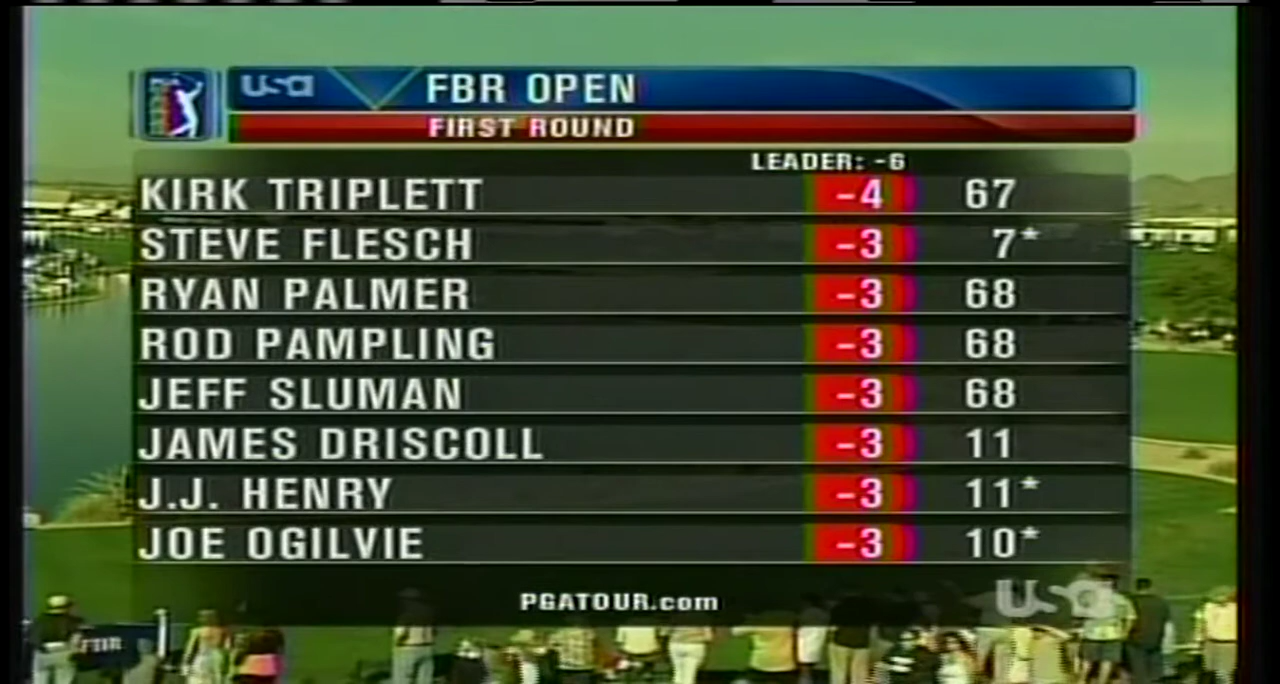 USA FBR OPEN
FIRST ROUND
LEADER: -6
KIRK TRIPLETT -4 67
STEVE FLESCH -3 7*
RYAN PALMER -3 68
ROD PAMPLING -3 68
JEFF SLUMAN -3 68
JAMES DRISCOLL -3 11
J.J. HENRY -3 11*
JOE OGILVIE -3 10*
PGATOUR.com
USA
FBR